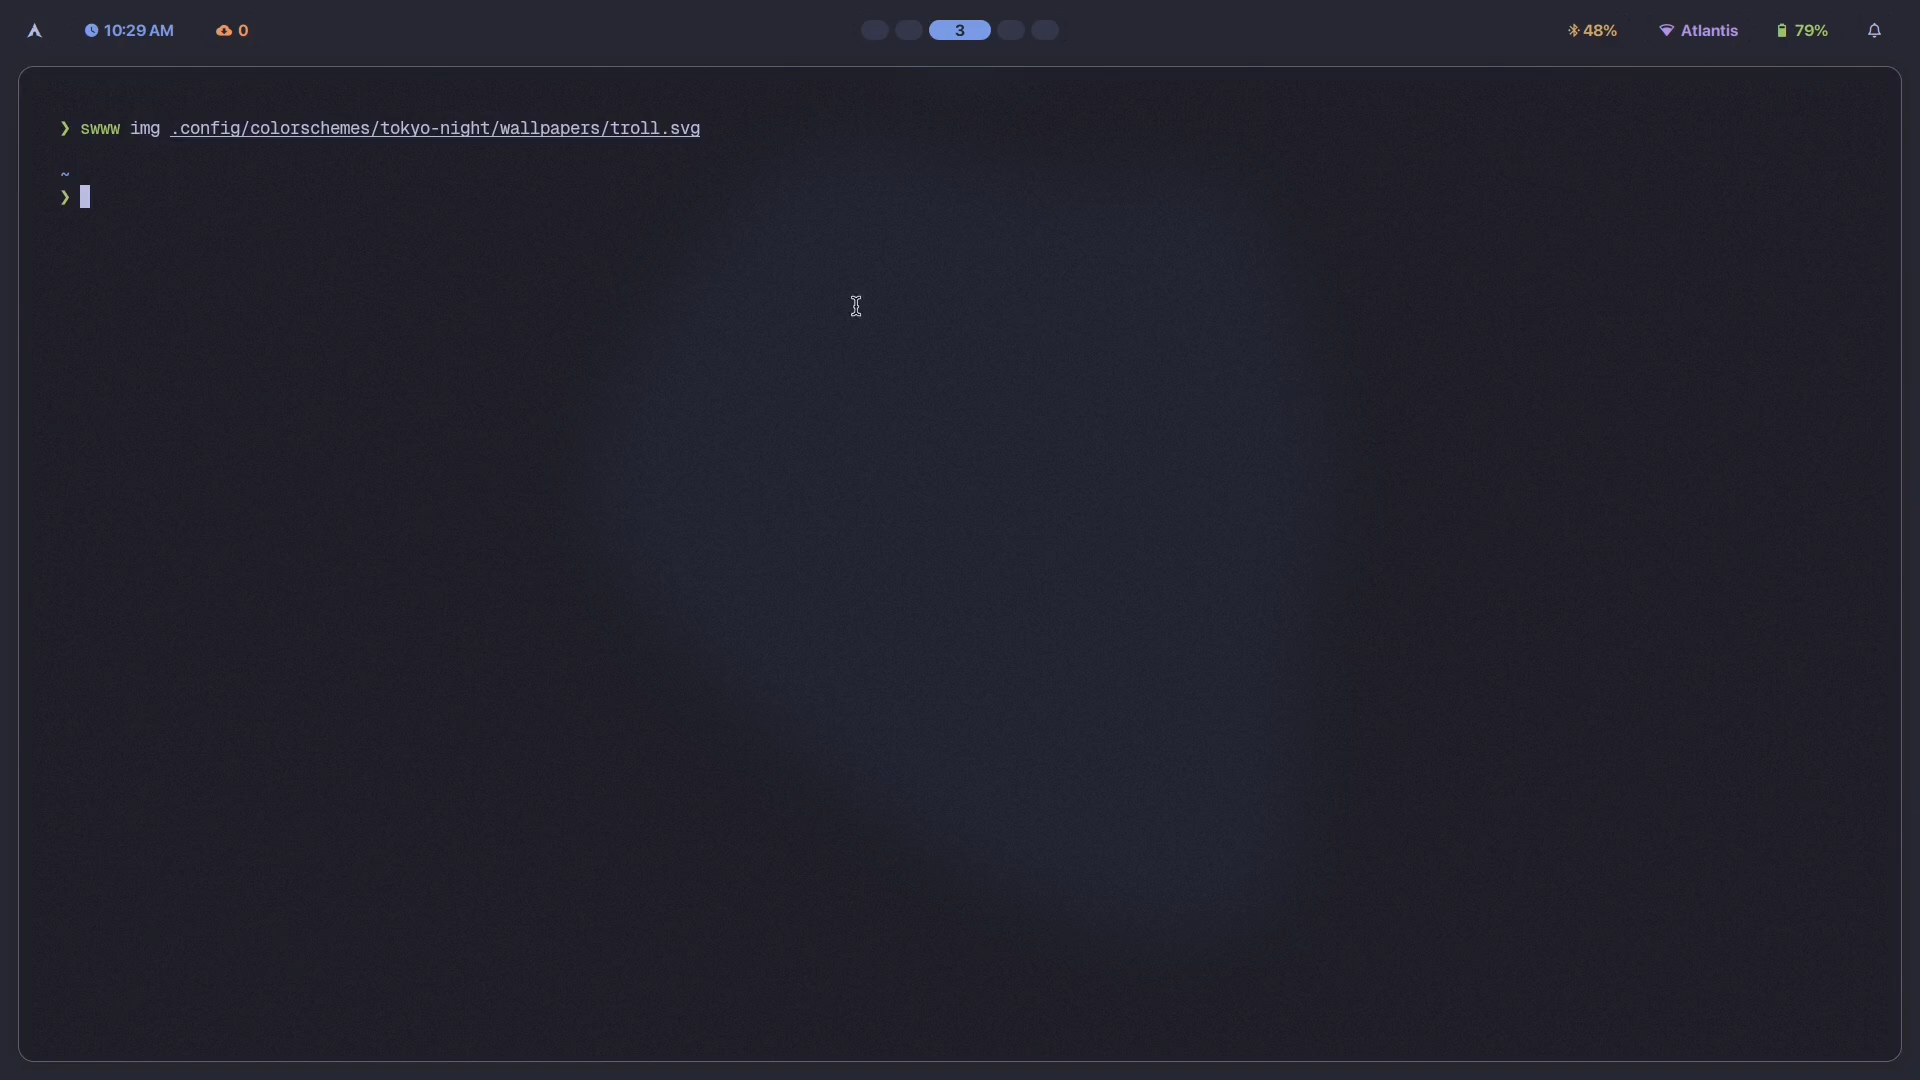 10:29 AM 0 3 48% Atlantis 79%
❯ swww img .config/colorschemes/tokyo-night/wallpapers/troll.svg
~
❯